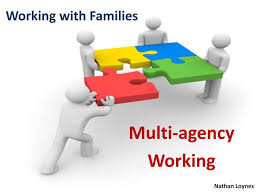 Working with Families
Multi-agency
Working
Nathan Loynes